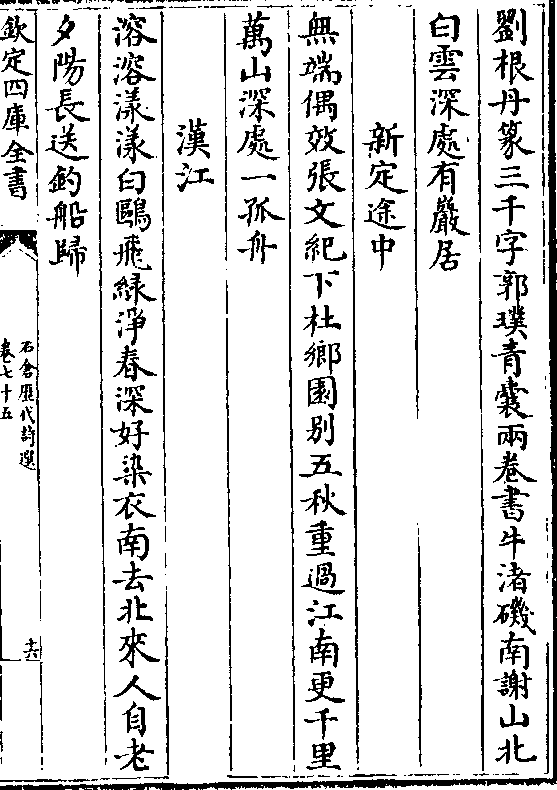 劉根丹篆三千字郭璞青囊兩卷書牛渚磯南謝山北
白雲深處有巖居
新定途中
無端偶效張文紀下杜鄉園别五秋重過江南更千里
萬山深處一孤舟
漢江
溶溶漾漾白鷗飛緑淨春深好染衣南去北來人自老
夕陽長送釣船歸
欽定四庫全書
石倉歷代詩選
卷七十五
十六